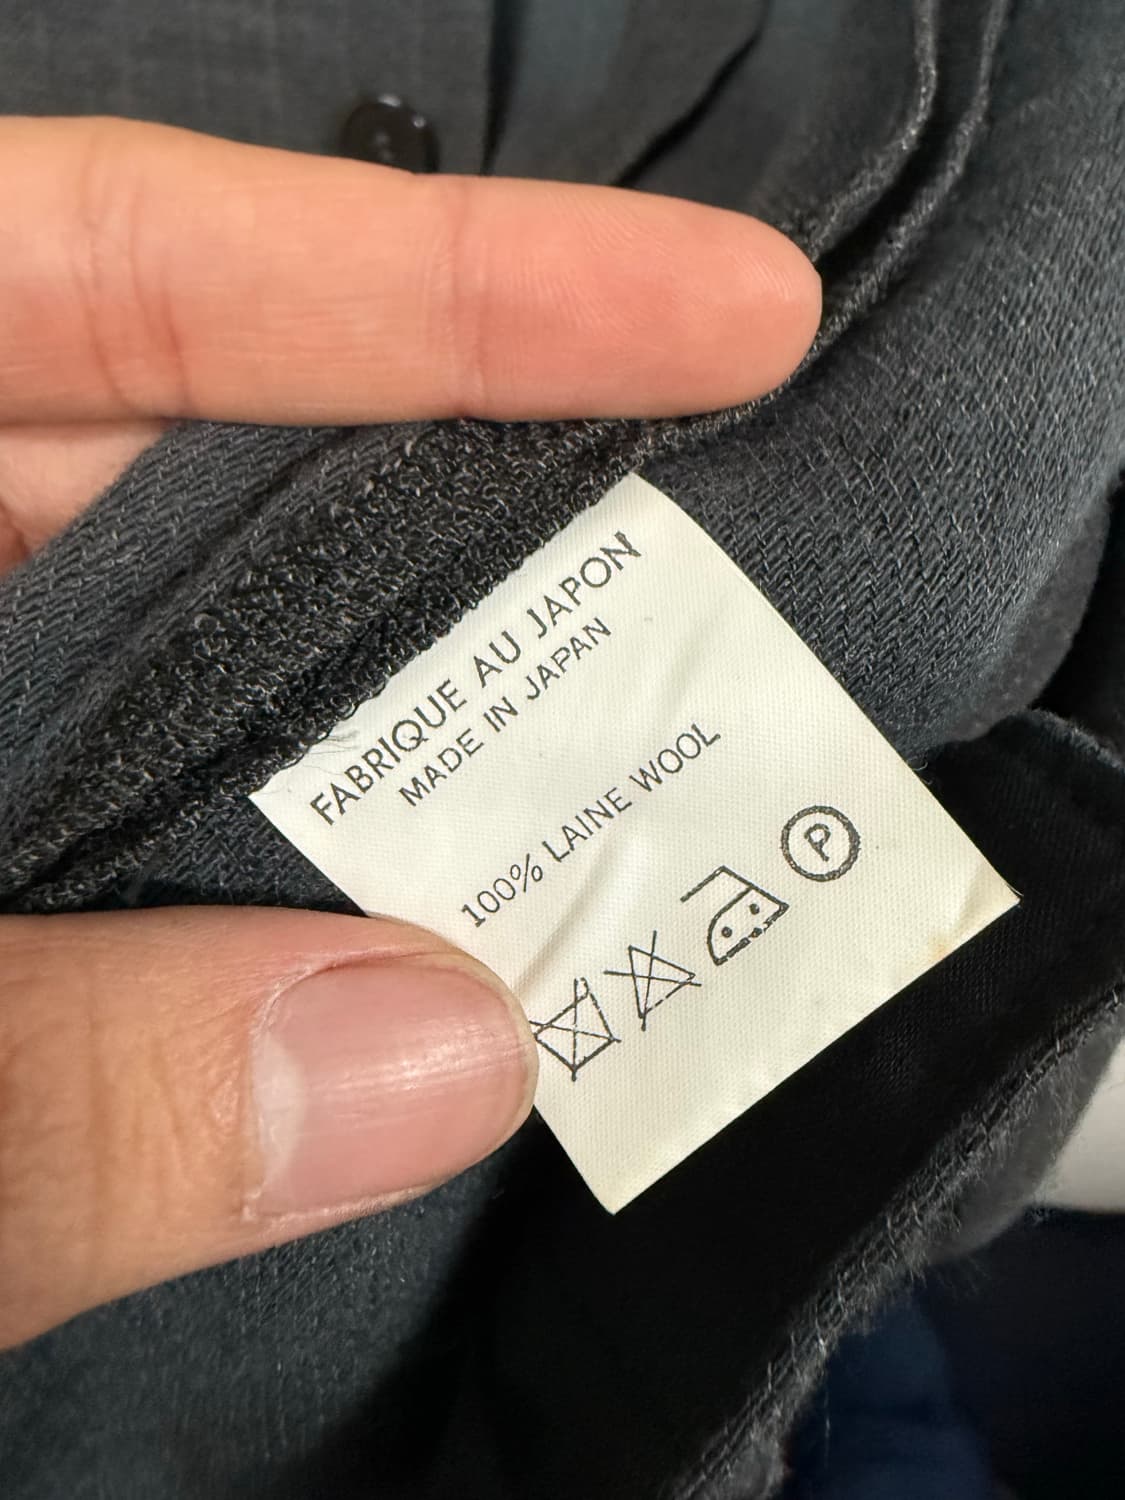 FABRIQUE AU JAPON
MADE IN JAPAN
100% LAINE WOOL
P